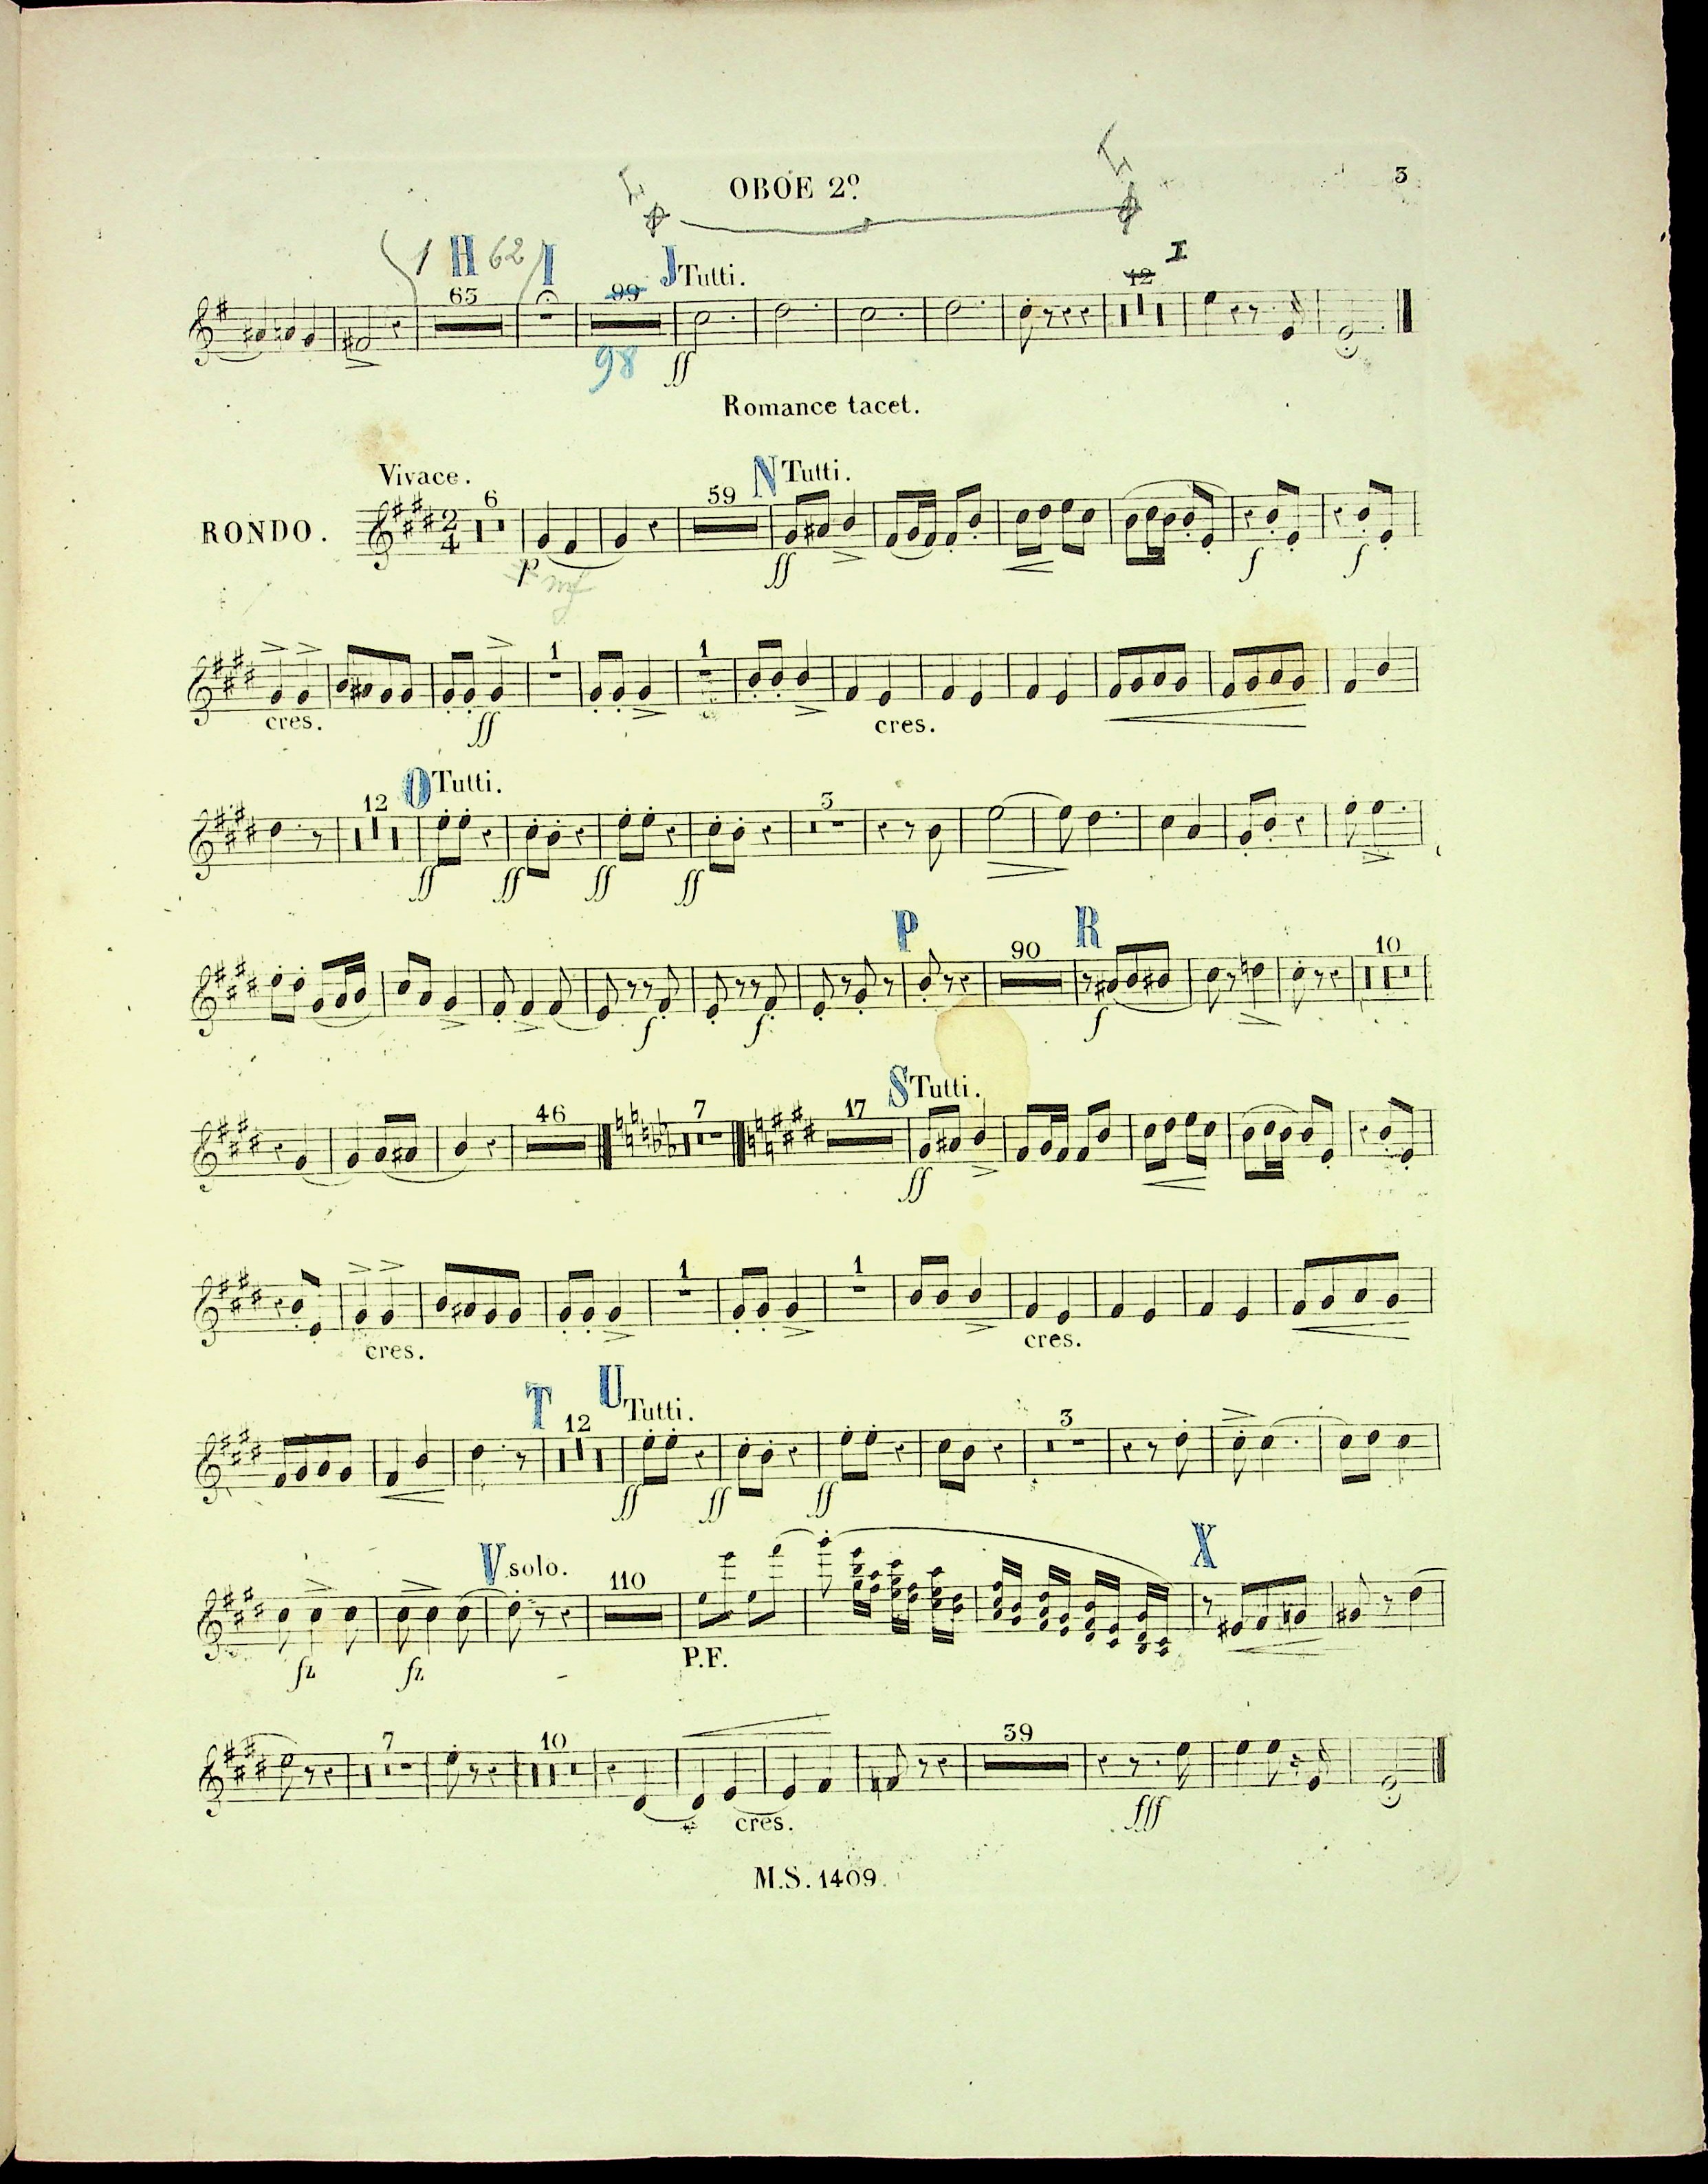 OBOE 2º.
3
1 H 62 I
J Tutti.
I
65
99
12
98
ff
Romance tacet.
Vivace.
RONDO.
6
59
N Tutti.
2
4
p
mf
ff
f
f
1
1
cres.
ff
cres.
12
O Tutti.
3
ff
ff
ff
ff
P
R
90
10
f
f
f
46
7
17
S Tutti.
ff
1
1
cres.
cres.
T
12
U Tutti.
3
ff
ff
ff
V solo.
110
X
fz
fz
P.F.
7
10
39
cres.
fff
M.S. 1409.